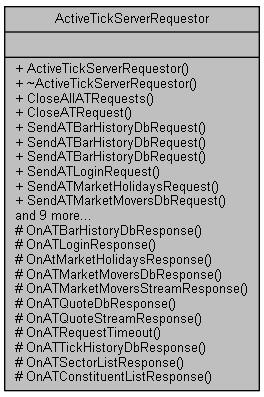 ActiveTickServerRequestor
+ ActiveTickServerRequestor()
+ ~ActiveTickServerRequestor()
+ CloseAllATRequests()
+ CloseATRequest()
+ SendATBarHistoryDbRequest()
+ SendATBarHistoryDbRequest()
+ SendATBarHistoryDbRequest()
+ SendATLoginRequest()
+ SendATMarketHolidaysRequest()
+ SendATMarketMoversDbRequest()
and 9 more...
# OnATBarHistoryDbResponse()
# OnATLoginResponse()
# OnAtMarketHolidaysResponse()
# OnATMarketMoversDbResponse()
# OnATMarketMoversStreamResponse()
# OnATQuoteDbResponse()
# OnATQuoteStreamResponse()
# OnATRequestTimeout()
# OnATTickHistoryDbResponse()
# OnATSectorListResponse()
# OnATConstituentListResponse()